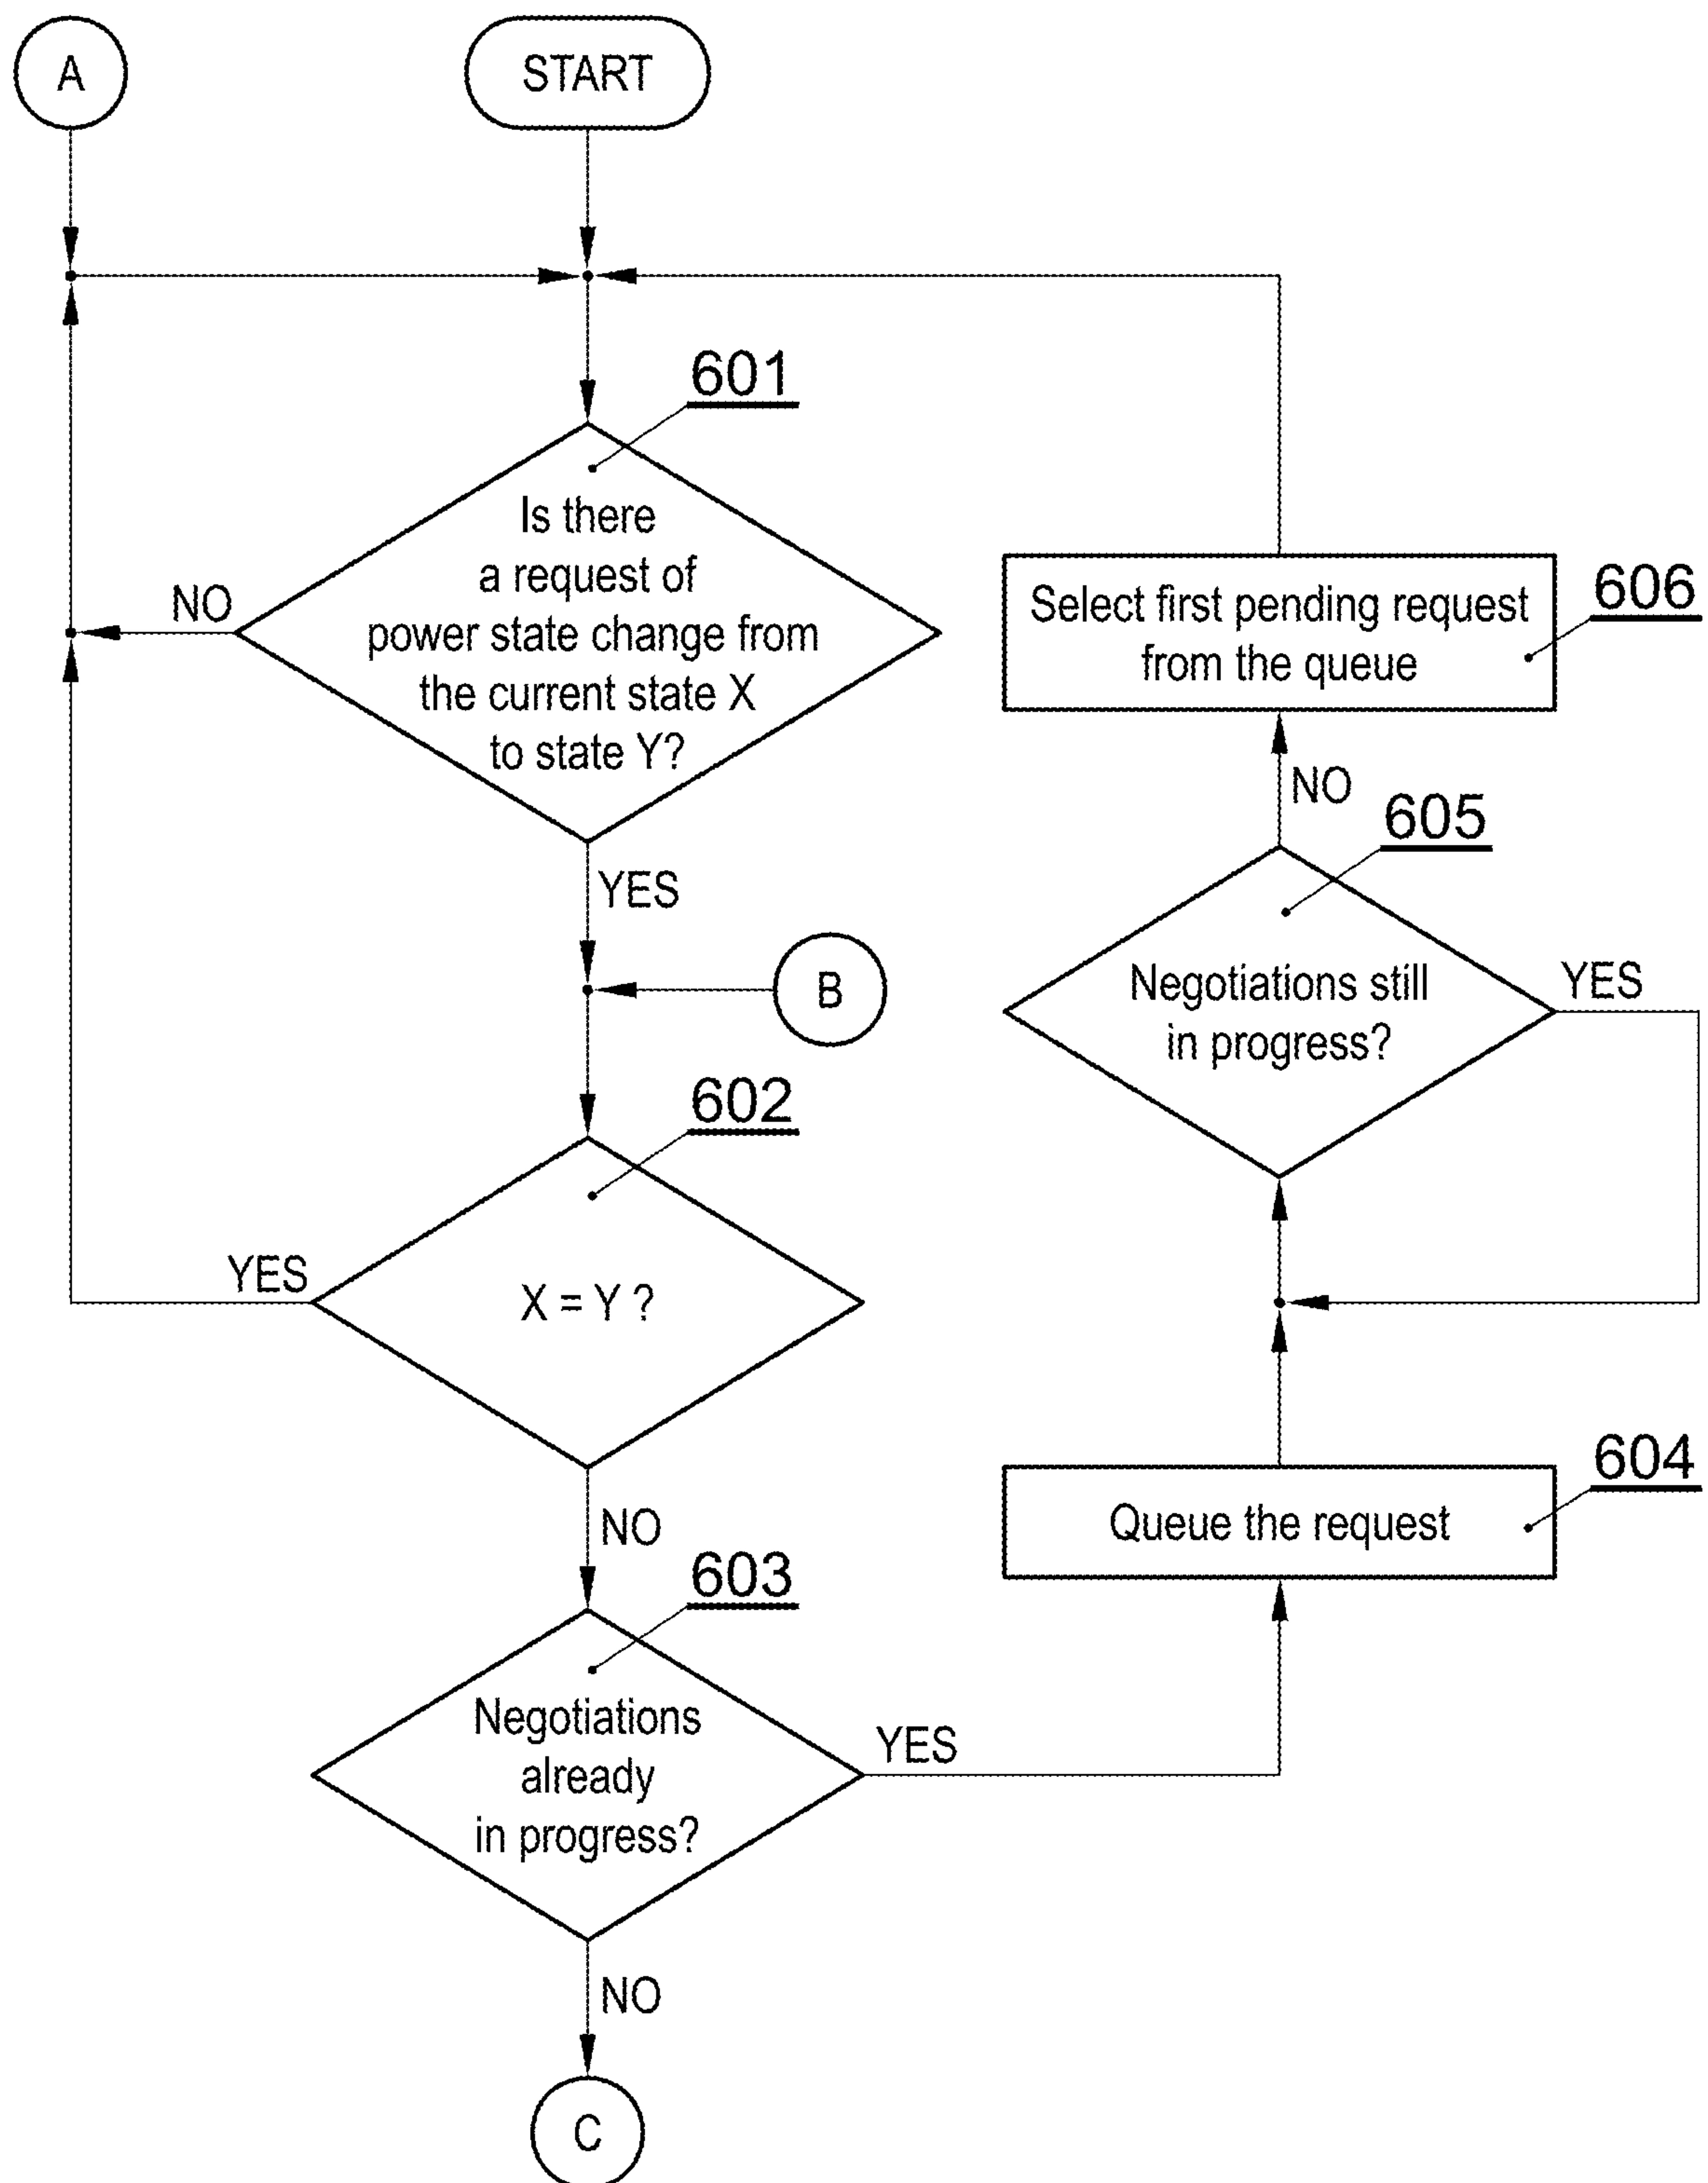 A
START
601
Is there
a request of
power state change from
the current state X
to state Y?
NO
YES
B
602
X = Y ?
YES
NO
603
Negotiations
already
in progress?
YES
NO
C
606
Select first pending request
from the queue
NO
605
Negotiations still
in progress?
YES
604
Queue the request